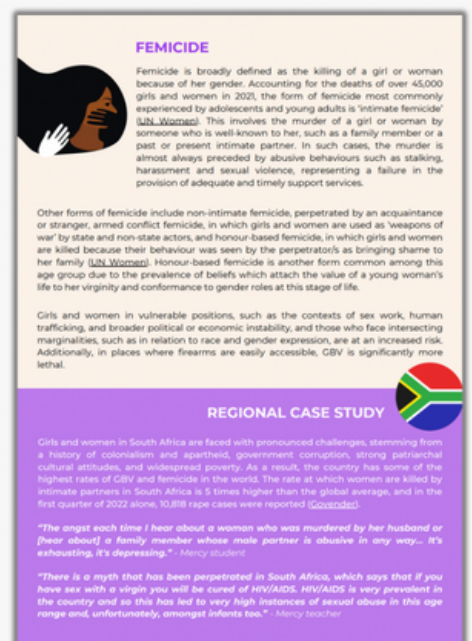 FEMICIDE
Femicide is broadly defined as the killing of a girl or woman
because of her gender. Accounting for the deaths of over 45,000
girls and women in 2021, the form of femicide most commonly
experienced by adolescents and young adults is 'intimate femicide'
(UN Women). This involves the murder of a girl or woman by
someone who is well-known to her, such as a family member or a
past or present intimate partner. In such cases, the murder is
almost always preceded by abusive behaviours such as stalking,
harassment and sexual violence, representing a failure in the
provision of adequate and timely support services.
Other forms of femicide include non-intimate femicide, perpetrated by an acquaintance
or stranger, armed conflict femicide, in which girls and women are used as 'weapons of
war' by state and non-state actors, and honour-based femicide, in which girls and women
are killed because their behaviour was seen by the perpetrator/s as bringing shame to
her family (UN Women). Honour-based femicide is another form common among this
age group due to the prevalence of beliefs which attach the value of a young woman's
life to her virginity and conformance to gender roles at this stage of life.
Girls and women in vulnerable positions, such as the contexts of sex work, human
trafficking, and broader political or economic instability, and those who face intersecting
marginalities, such as in relation to race and gender expression, are at an increased risk.
Additionally, in places where firearms are easily accessible, GBV is significantly more
lethal.
REGIONAL CASE STUDY
Girls and women in South Africa are faced with pronounced challenges, stemming from
a history of colonialism and apartheid, government corruption, strong patriarchal
cultural attitudes, and widespread poverty. As a result, the country has some of the
highest rates of GBV and femicide in the world. The rate at which women are killed by
intimate partners in South Africa is 5 times higher than the global average, and in the
first quarter of 2022 alone, 10,818 rape cases were reported (Govender).
"The angst each time I hear about a woman who was murdered by her husband or
[hear about] a family member whose male partner is abusive in any way... It's
exhausting, it's depressing." - Mercy student
"There is a myth that has been perpetrated in South Africa, which says that if you
have sex with a virgin you will be cured of HIV/AIDS. HIV/AIDS is very prevalent in
the country and so this has led to very high instances of sexual abuse in this age
range and, unfortunately, amongst infants too." - Mercy teacher